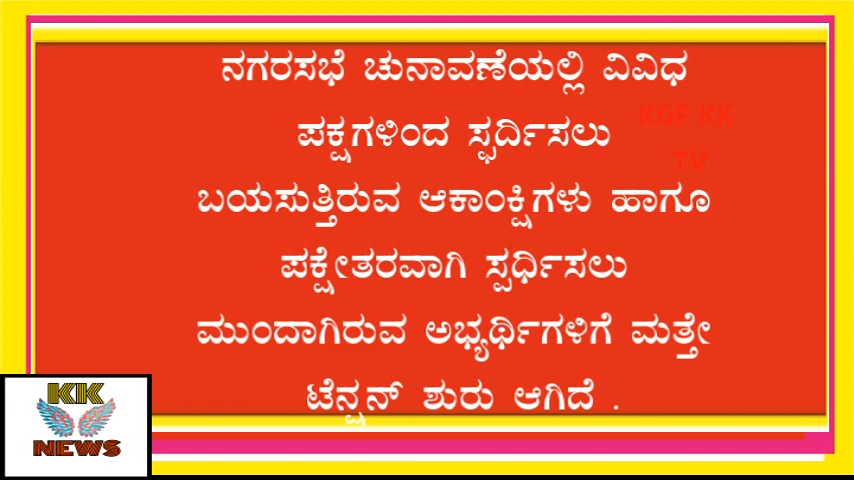 ನಗರಸಭೆ ಚುನಾವಣೆಯಲ್ಲಿ ವಿವಿಧ
ಪಕ್ಷಗಳಿಂದ ಸ್ಫರ್ದಿಸಲು
KGF KK
TV
ಬಯಸುತ್ತಿರುವ ಆಕಾಂಕ್ಷಿಗಳು ಹಾಗೂ
ಪಕ್ಷೇತರವಾಗಿ ಸ್ಪರ್ಧಿಸಲು
ಮುಂದಾಗಿರುವ ಅಭ್ಯರ್ಥಿಗಳಿಗೆ ಮತ್ತೇ
ಟೆನ್ಷನ್ ಶುರು ಆಗಿದೆ .
KK
NEWS